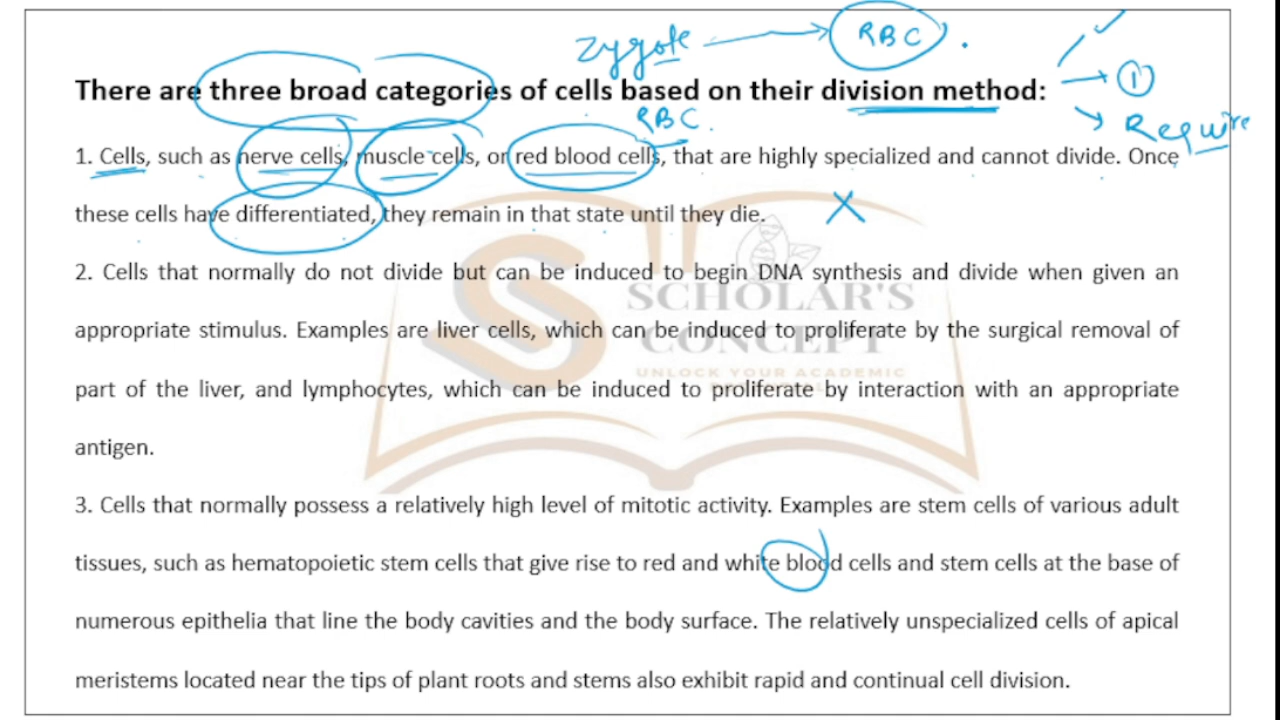 Zygote → RBC.
There are three broad categories of cells based on their division method:
→ ①
→ Require
RBC.
1. Cells, such as nerve cells, muscle cells, or red blood cells, that are highly specialized and cannot divide. Once
these cells have differentiated, they remain in that state until they die.
2. Cells that normally do not divide but can be induced to begin DNA synthesis and divide when given an
SCHOLAR'S
appropriate stimulus. Examples are liver cells, which can be induced to proliferate by the surgical removal of
CONCEPT
UNLOCK YOUR ACADEMIC
part of the liver, and lymphocytes, which can be induced to proliferate by interaction with an appropriate
antigen.
3. Cells that normally possess a relatively high level of mitotic activity. Examples are stem cells of various adult
tissues, such as hematopoietic stem cells that give rise to red and white blood cells and stem cells at the base of
numerous epithelia that line the body cavities and the body surface. The relatively unspecialized cells of apical
meristems located near the tips of plant roots and stems also exhibit rapid and continual cell division.